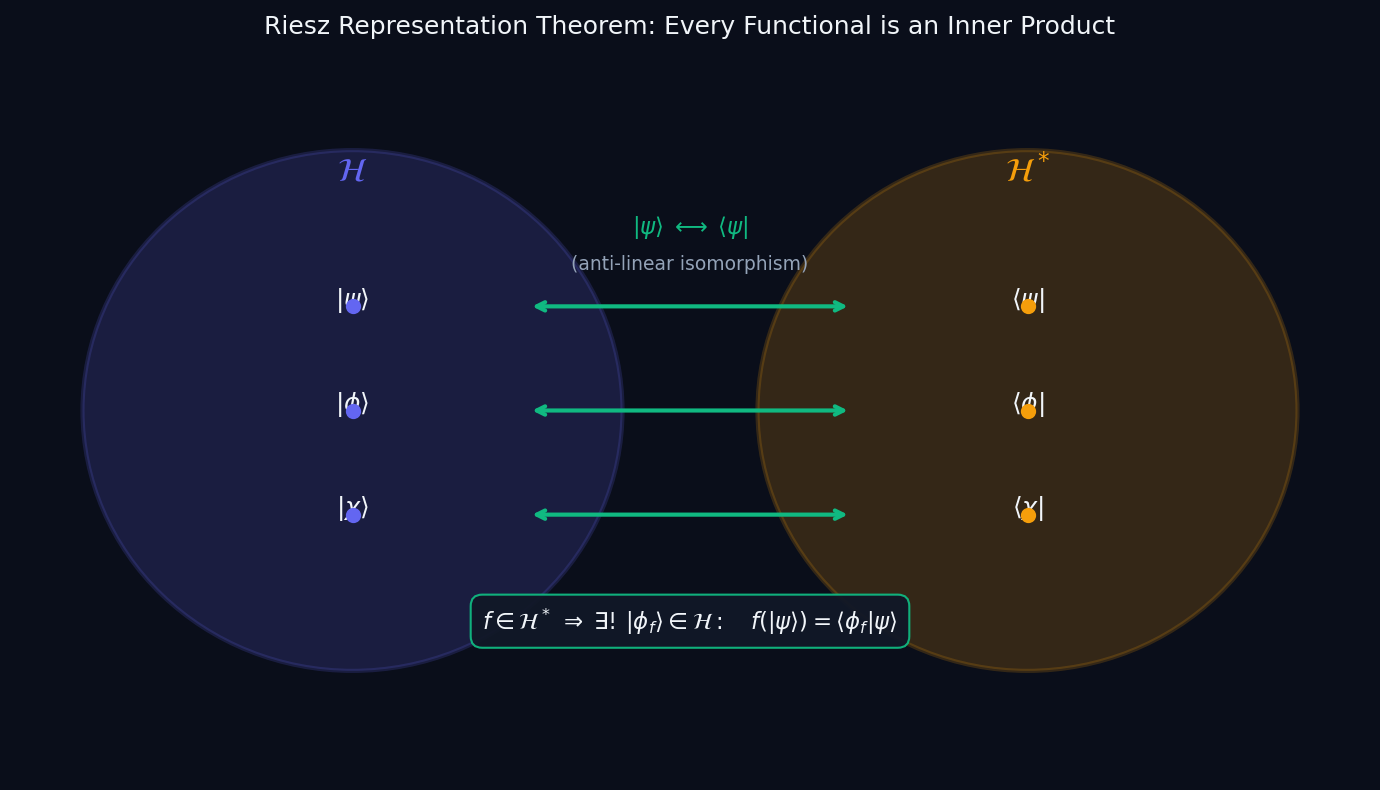 Riesz Representation Theorem: Every Functional is an Inner Product
ℋ
ℋ*
|ψ⟩ ⟷ ⟨ψ|
(anti-linear isomorphism)
|ψ⟩
⟨ψ|
|ϕ⟩
⟨ϕ|
|χ⟩
⟨χ|
f ∈ ℋ* ⇒ ∃! |ϕ_f⟩ ∈ ℋ : f(|ψ⟩) = ⟨ϕ_f|ψ⟩